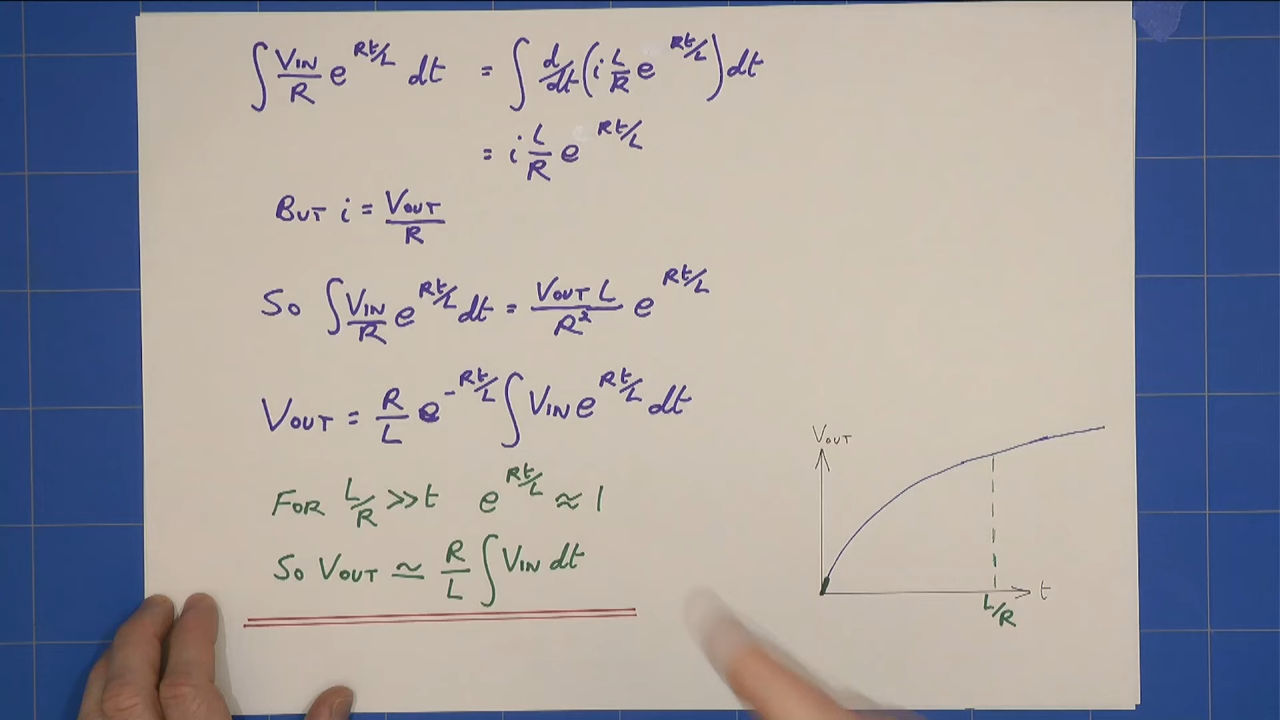 ∫ VIN/R e^Rt/L dt = ∫ d/dt (i L/R e^Rt/L) dt
= i L/R e^Rt/L
BUT i = VOUT/R
SO ∫ VIN/R e^Rt/L dt = VOUT L/R² e^Rt/L
VOUT = R/L e^-Rt/L ∫ VIN e^Rt/L dt
FOR L/R >> t e^Rt/L ≈ 1
SO VOUT ≃ R/L ∫ VIN dt
VOUT
t
L/R